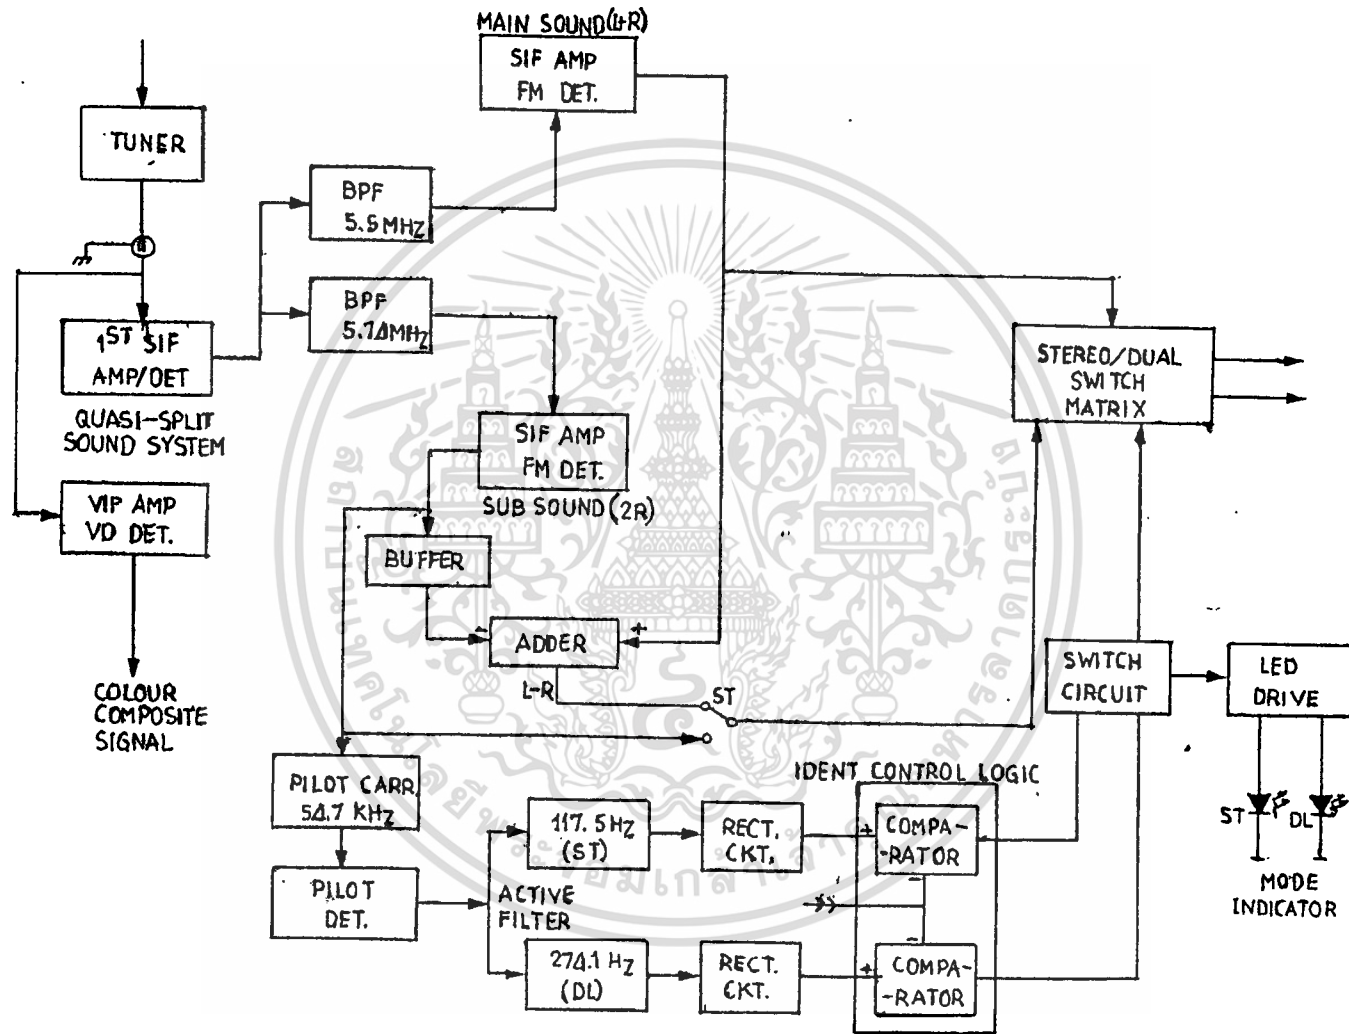 MAIN SOUND (L+R)
SIF AMP
FM DET.
TUNER
BPF
5.5 MHZ
BPF
5.74MHZ
1ST SIF
AMP/DET
QUASI-SPLIT
SOUND SYSTEM
STEREO/DUAL
SWITCH
MATRIX
SIF AMP
FM DET.
SUB SOUND (2R)
VIP AMP
VD DET.
BUFFER
-
ADDER
+
L-R
ST
SWITCH
CIRCUIT
LED
DRIVE
COLOUR
COMPOSITE
SIGNAL
IDENT CONTROL LOGIC
PILOT CARR.
54.7 KHZ
117.5HZ
(ST)
RECT.
CKT.
+
COMPA-
-RATOR
-
ST
DL
MODE
INDICATOR
PILOT
DET.
ACTIVE
FILTER
274.1 HZ
(DL)
RECT.
CKT.
-
+
COMPA-
-RATOR